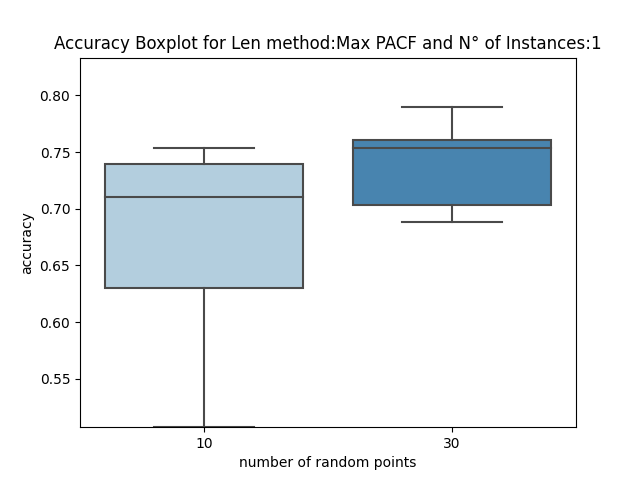 Accuracy Boxplot for Len method:Max PACF and N° of Instances:1
0.80
0.75
0.70
0.65
0.60
0.55
accuracy
10
30
number of random points